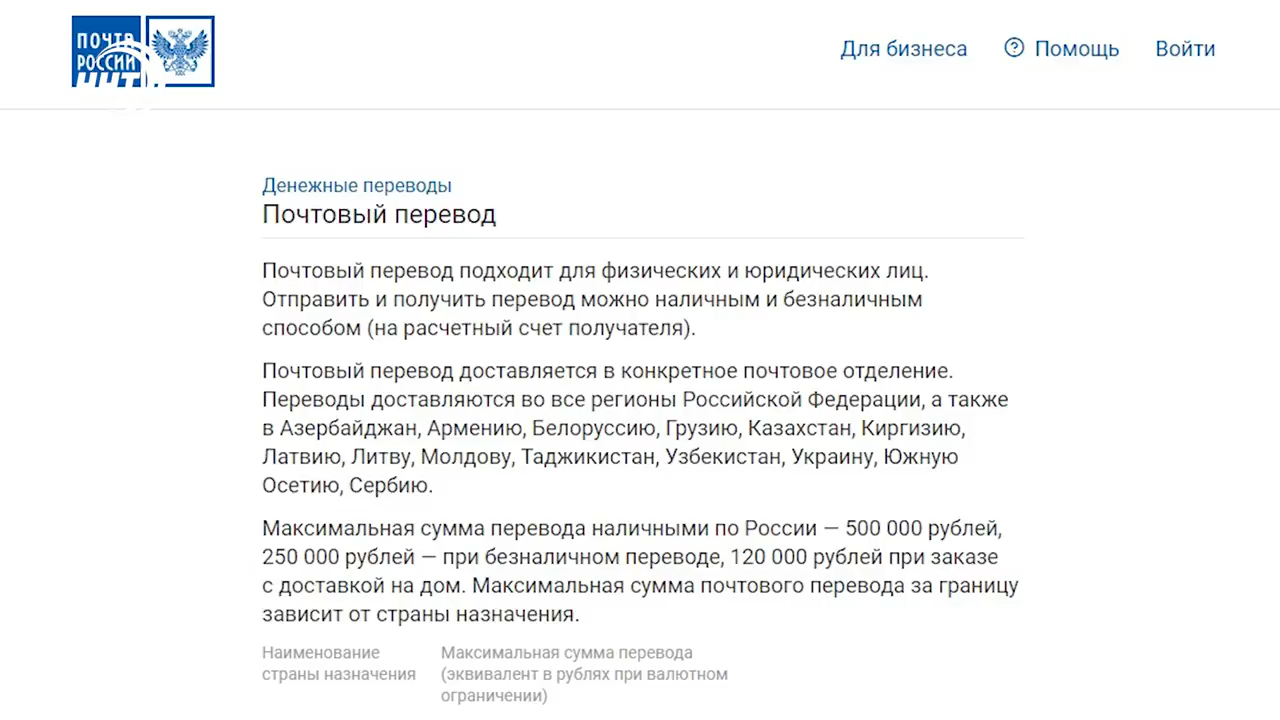 ПОЧТА
РОССИИ
ННТВ
Для бизнеса
Помощь
Войти
Денежные переводы
Почтовый перевод
Почтовый перевод подходит для физических и юридических лиц.
Отправить и получить перевод можно наличным и безналичным
способом (на расчетный счет получателя).
Почтовый перевод доставляется в конкретное почтовое отделение.
Переводы доставляются во все регионы Российской Федерации, а также
в Азербайджан, Армению, Белоруссию, Грузию, Казахстан, Киргизию,
Латвию, Литву, Молдову, Таджикистан, Узбекистан, Украину, Южную
Осетию, Сербию.
Максимальная сумма перевода наличными по России — 500 000 рублей,
250 000 рублей — при безналичном переводе, 120 000 рублей при заказе
с доставкой на дом. Максимальная сумма почтового перевода за границу
зависит от страны назначения.
Наименование
страны назначения
Максимальная сумма перевода
(эквивалент в рублях при валютном
ограничении)